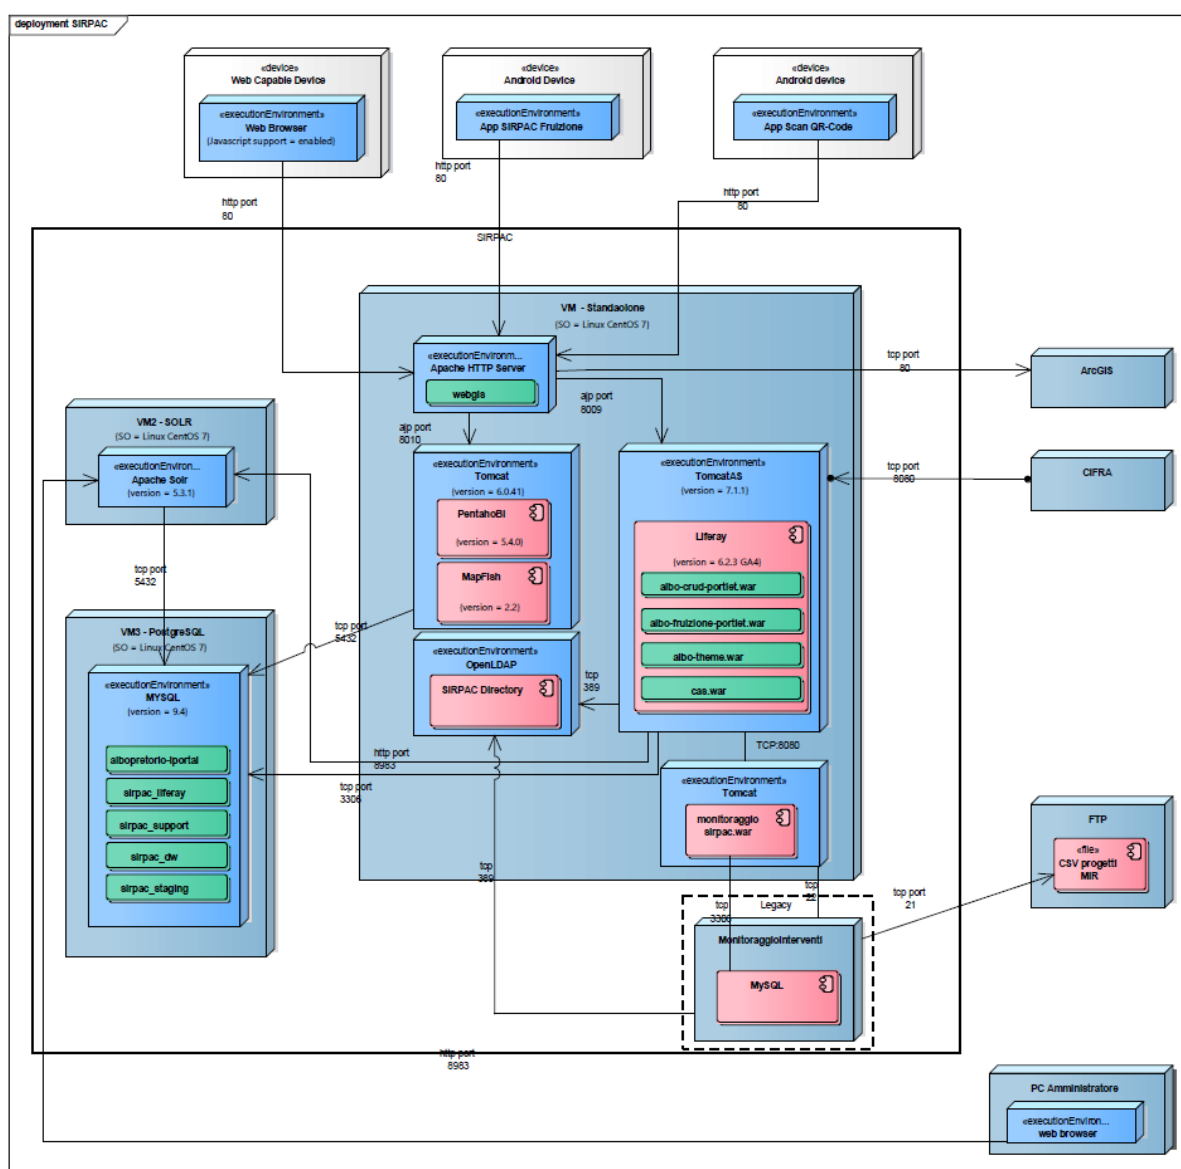 deployment SIRPAC
«device»
Web Capable Device
«executionEnvironment»
Web Browser
(Javascript support = enabled)
«device»
Android Device
«executionEnvironment»
App SIRPAC Fruizione
«device»
Android device
«executionEnvironment»
App Scan QR-Code
http port
80
http port
80
http port
80
SIRPAC
VM - Standaolone
(SO = Linux CentOS 7)
«executionEnvironm...
Apache HTTP Server
webgis
tcp port
80
ArcGIS
ajp port
8009
ajp port
8010
VM2 - SOLR
(SO = Linux CentOS 7)
«executionEnviron...
Apache Solr
(version = 5.3.1)
«executionEnvironment»
Tomcat
(version = 6.0.41)
PentahoBI
(version = 5.4.0)
MapFish
(version = 2.2)
«executionEnvironment»
TomcatAS
(version = 7.1.1)
Liferay
(version = 6.2.3 GA4)
albo-crud-portlet.war
albo-fruizione-portlet.war
albo-theme.war
cas.war
tcp port
8080
CIFRA
tcp port
5432
tcp port
5432
VM3 - PostgreSQL
(SO = Linux CentOS 7)
«executionEnvironment»
MYSQL
(version = 9.4)
albopretorio-lportal
sirpac_liferay
sirpac_support
sirpac_dw
sirpac_staging
«executionEnvironment»
OpenLDAP
SIRPAC Directory
tcp
389
http port
8983
tcp port
3306
TCP:8080
«executionEnvironment»
Tomcat
monitoraggio
sirpac.war
tcp
389
tcp
22
tcp
3306
Legacy
MonitoraggioInterventi
MySQL
tcp port
21
FTP
«file»
CSV progetti
MIR
http port
8983
PC Amministratore
«executionEnviron...
web browser